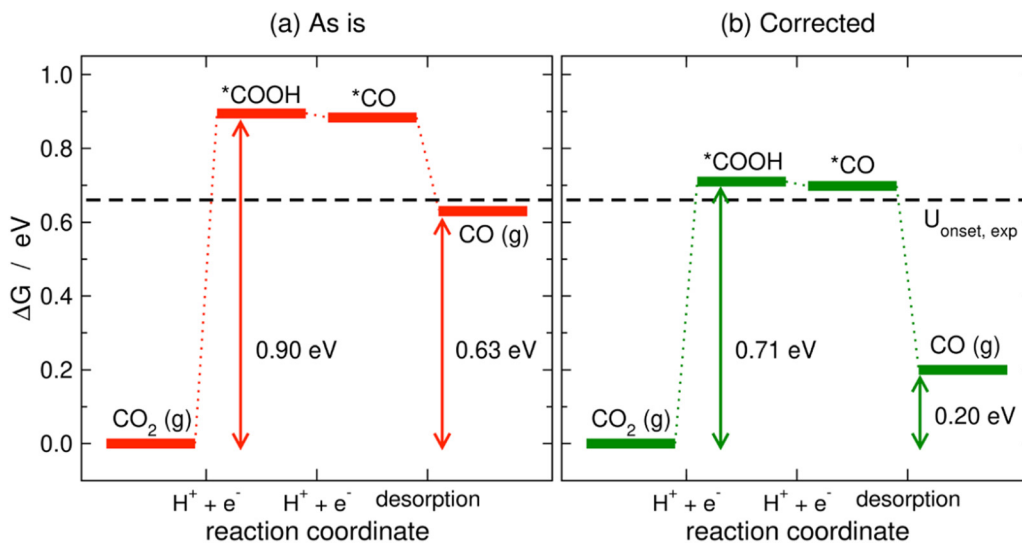 (a) As is
(b) Corrected
ΔG / eV
1.0
0.8
0.6
0.4
0.2
0.0
*COOH
*CO
CO (g)
0.90 eV
0.63 eV
CO₂ (g)
H⁺ + e⁻
H⁺ + e⁻
desorption
reaction coordinate
*COOH
*CO
U onset, exp
0.71 eV
CO (g)
0.20 eV
CO₂ (g)
H⁺ + e⁻
H⁺ + e⁻
desorption
reaction coordinate